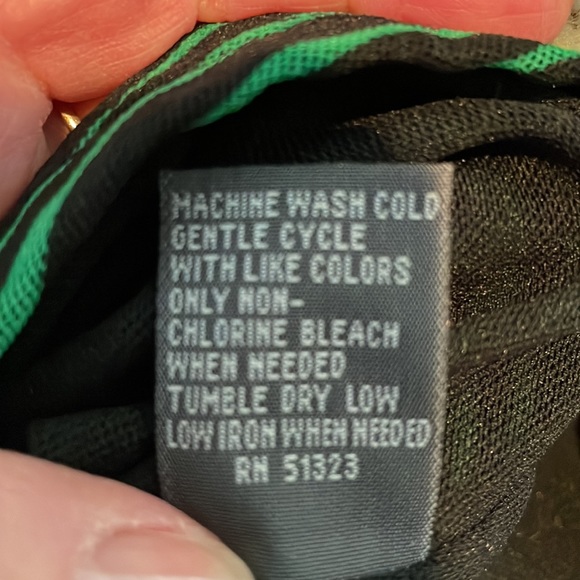 MACHINE WASH COLD
GENTLE CYCLE
WITH LIKE COLORS
ONLY NON-
CHLORINE BLEACH
WHEN NEEDED
TUMBLE DRY LOW
LOW IRON WHEN NEEDED
RN 51323